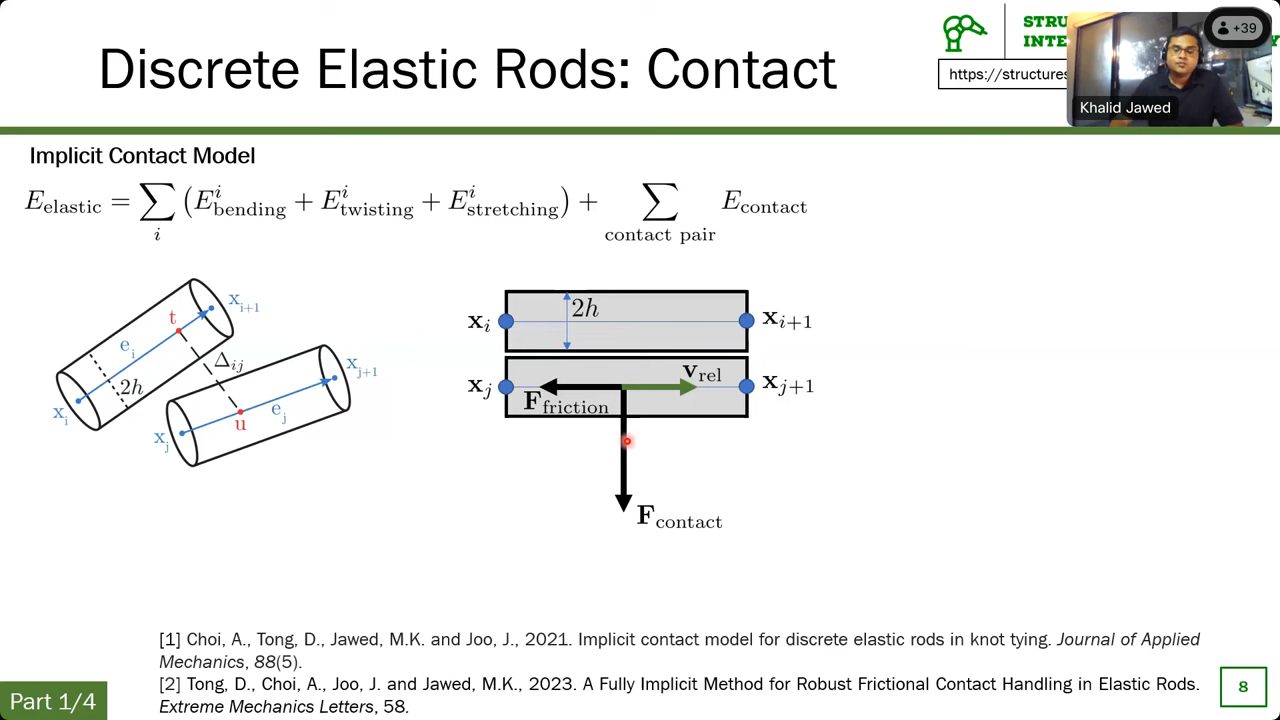 STRU
+39
Discrete Elastic Rods: Contact
INTE
Y
https://structures
Khalid Jawed
Implicit Contact Model
E_elastic = ∑_i (E^i_bending + E^i_twisting + E^i_stretching) + ∑_contact pair E_contact
x_i+1
t
e_i
Δ_ij
2h
x_i
x_j+1
x_j
e_j
u
2h
x_i
x_i+1
v_rel
x_j
x_j+1
F_friction
F_contact
[1] Choi, A., Tong, D., Jawed, M.K. and Joo, J., 2021. Implicit contact model for discrete elastic rods in knot tying. Journal of Applied
Mechanics, 88(5).
[2] Tong, D., Choi, A., Joo, J. and Jawed, M.K., 2023. A Fully Implicit Method for Robust Frictional Contact Handling in Elastic Rods.
Extreme Mechanics Letters, 58.
Part 1/4
8